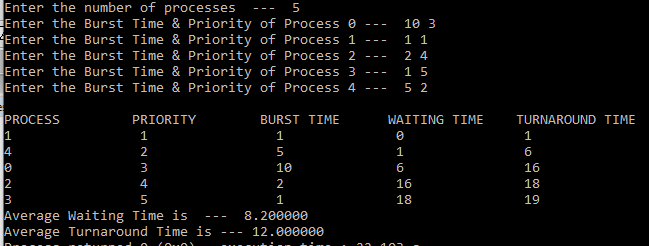 Enter the number of processes --- 5
Enter the Burst Time & Priority of Process 0 --- 10 3
Enter the Burst Time & Priority of Process 1 --- 1 1
Enter the Burst Time & Priority of Process 2 --- 2 4
Enter the Burst Time & Priority of Process 3 --- 1 5
Enter the Burst Time & Priority of Process 4 --- 5 2
PROCESS PRIORITY BURST TIME WAITING TIME TURNAROUND TIME
1 1 1 0 1
4 2 5 1 6
0 3 10 6 16
2 4 2 16 18
3 5 1 18 19
Average Waiting Time is --- 8.200000
Average Turnaround Time is --- 12.000000
Process returned 0 (0x0) execution time :